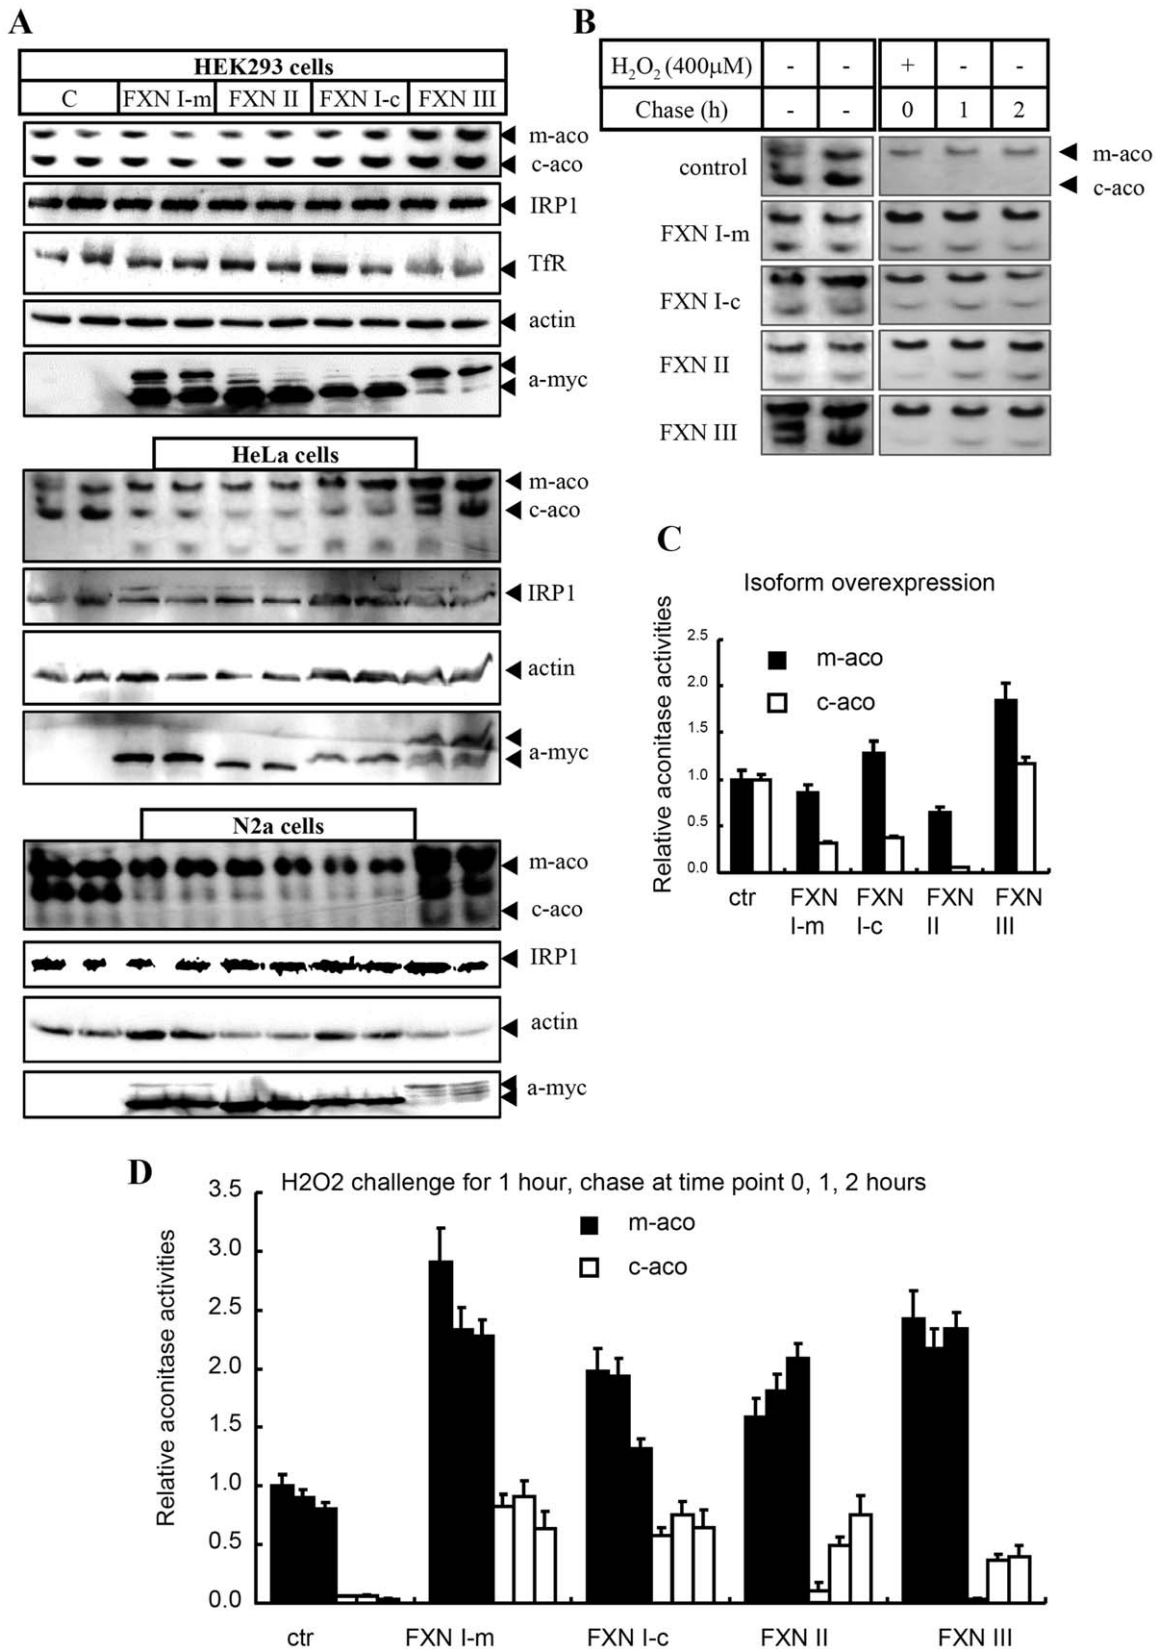 A
HEK293 cells
C FXN I-m FXN II FXN I-c FXN III
m-aco
c-aco
IRP1
TfR
actin
a-myc
HeLa cells
m-aco
c-aco
IRP1
actin
a-myc
N2a cells
m-aco
c-aco
IRP1
actin
a-myc
B
H₂O₂ (400µM) - - + - -
Chase (h) - - 0 1 2
control
m-aco
c-aco
FXN I-m
FXN I-c
FXN II
FXN III
C
Isoform overexpression
Relative aconitase activities
2.5
2.0
1.5
1.0
0.5
0.0
m-aco
c-aco
ctr FXN FXN FXN FXN
I-m I-c II III
D
H2O2 challenge for 1 hour, chase at time point 0, 1, 2 hours
Relative aconitase activities
3.5
3.0
2.5
2.0
1.5
1.0
0.5
0.0
m-aco
c-aco
ctr FXN I-m FXN I-c FXN II FXN III